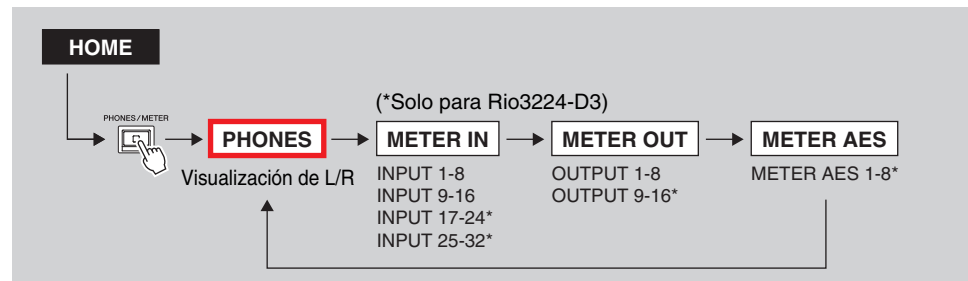 HOME
(*Solo para Rio3224-D3)
PHONES/METER
PHONES
METER IN
METER OUT
METER AES
Visualización de L/R
INPUT 1-8
INPUT 9-16
INPUT 17-24*
INPUT 25-32*
OUTPUT 1-8
OUTPUT 9-16*
METER AES 1-8*